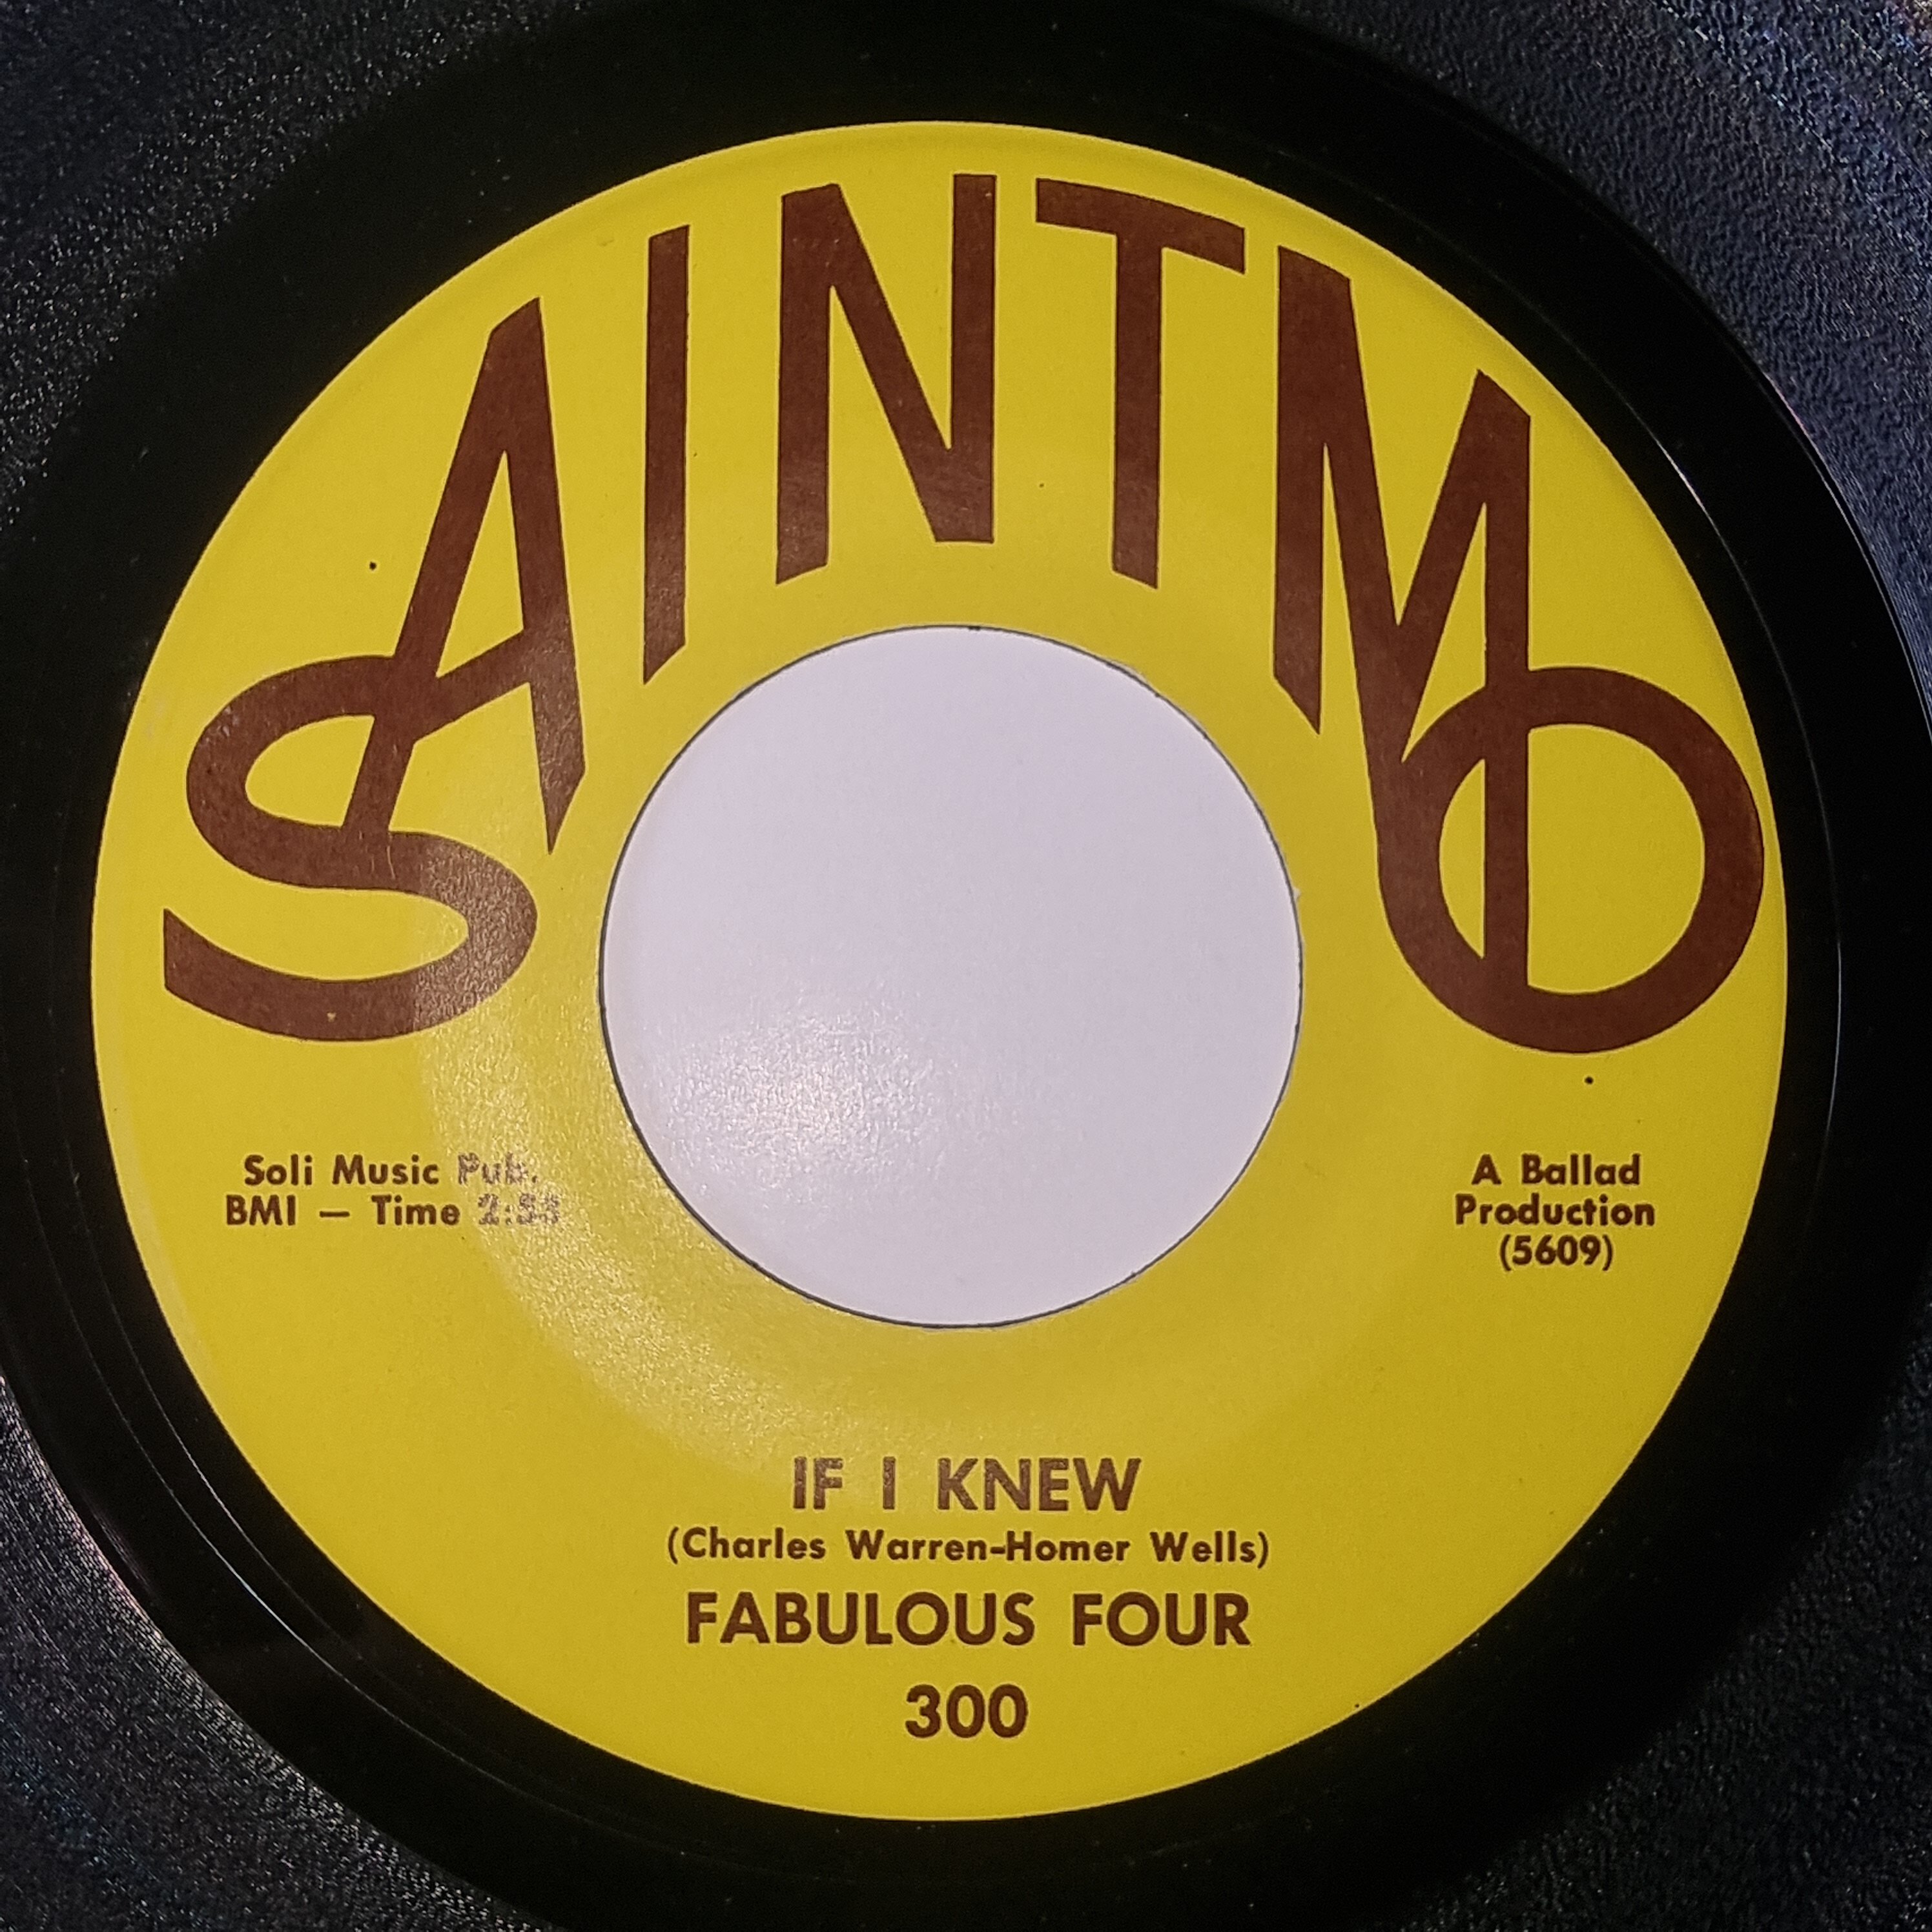 SAINTMO
Soli Music Pub.
BMI — Time
A Ballad
Production
(5609)
IF I KNEW
(Charles Warren-Homer Wells)
FABULOUS FOUR
300